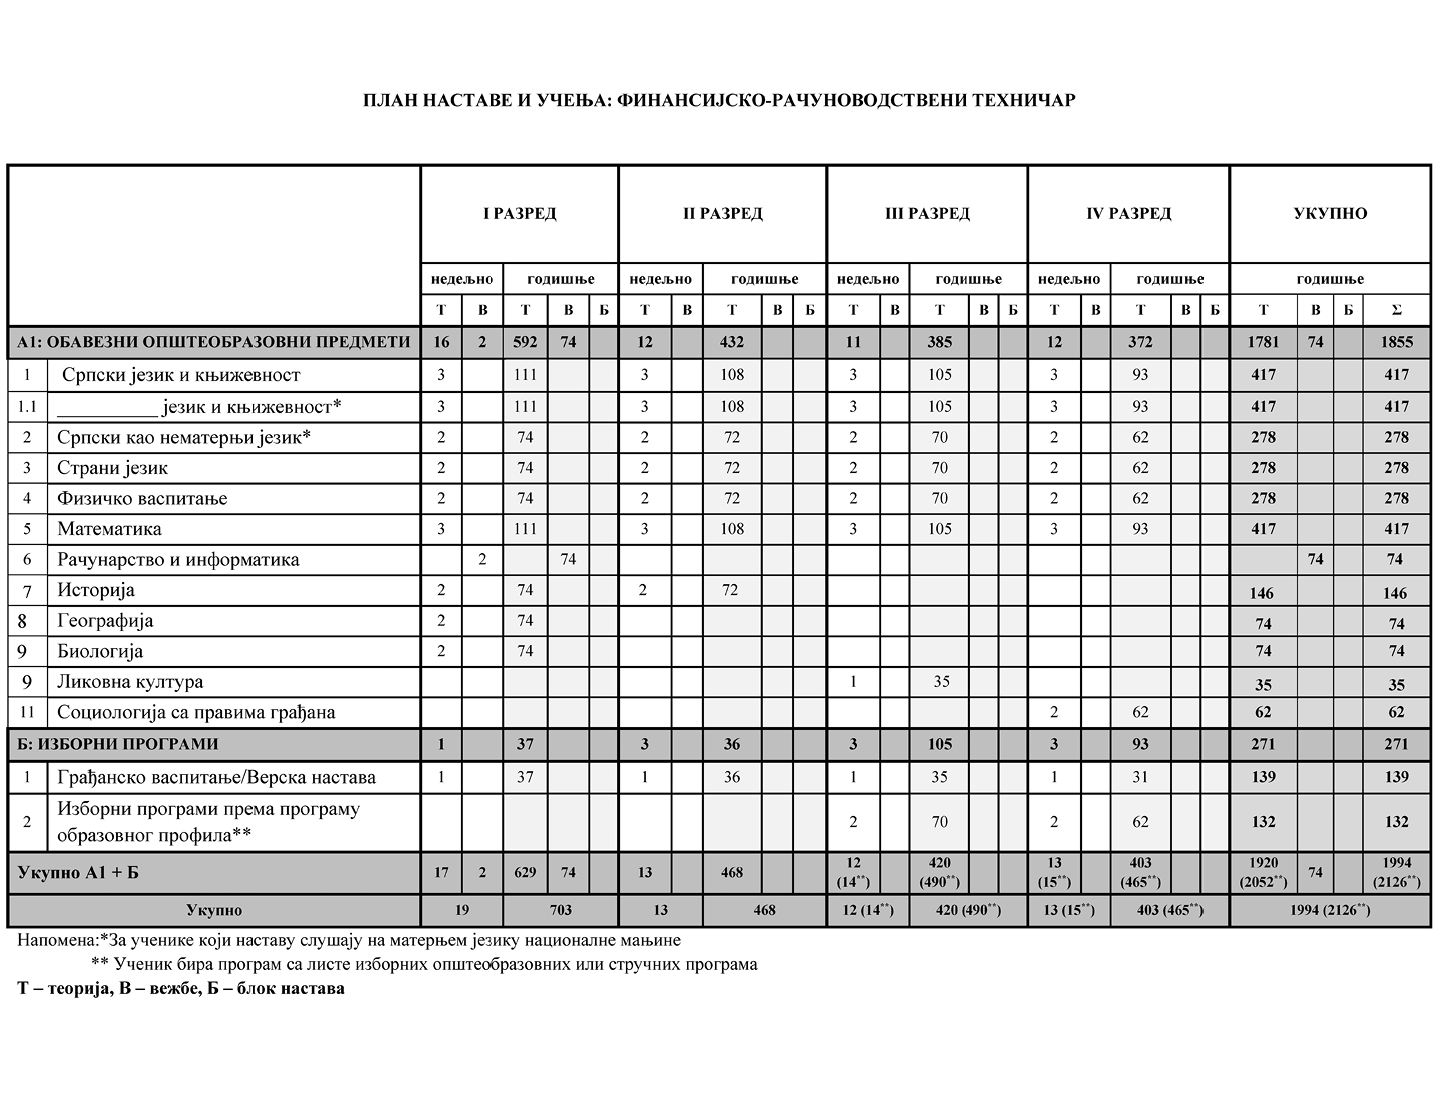 ПЛАН НАСТАВЕ И УЧЕЊА: ФИНАНСИЈСКО-РАЧУНОВОДСТВЕНИ ТЕХНИЧАР
I РАЗРЕД II РАЗРЕД III РАЗРЕД IV РАЗРЕД УКУПНО
недељно годишње недељно годишње недељно годишње недељно годишње годишње
Т В Т В Б Т В Т В Б Т В Т В Б Т В Т В Б Т В Б Σ
А1: ОБАВЕЗНИ ОПШТЕОБРАЗОВНИ ПРЕДМЕТИ 16 2 592 74 12 432 11 385 12 372 1781 74 1855
1 Српски језик и књижевност 3 111 3 108 3 105 3 93 417 417
1.1 ___________ језик и књижевност* 3 111 3 108 3 105 3 93 417 417
2 Српски као нематерњи језик* 2 74 2 72 2 70 2 62 278 278
3 Страни језик 2 74 2 72 2 70 2 62 278 278
4 Физичко васпитање 2 74 2 72 2 70 2 62 278 278
5 Математика 3 111 3 108 3 105 3 93 417 417
6 Рачунарство и информатика 2 74 74 74
7 Историја 2 74 2 72 146 146
8 Географија 2 74 74 74
9 Биологија 2 74 74 74
9 Ликовна култура 1 35 35 35
11 Социологија са правима грађана 2 62 62 62
Б: ИЗБОРНИ ПРОГРАМИ 1 37 3 36 3 105 3 93 271 271
1 Грађанско васпитање/Верска настава 1 37 1 36 1 35 1 31 139 139
2 Изборни програми према програму
образовног профила** 2 70 2 62 132 132
Укупно А1 + Б 17 2 629 74 13 468 12 (14**) 420 (490**) 13 (15**) 403 (465**) 1920 (2052**) 74 1994 (2126**)
Укупно 19 703 13 468 12 (14**) 420 (490**) 13 (15**) 403 (465**) 1994 (2126**)
Напомена:*За ученике који наставу слушају на матерњем језику националне мањине
** Ученик бира програм са листе изборних општеобразовних или стручних програма
Т – теорија, В – вежбе, Б – блок настава